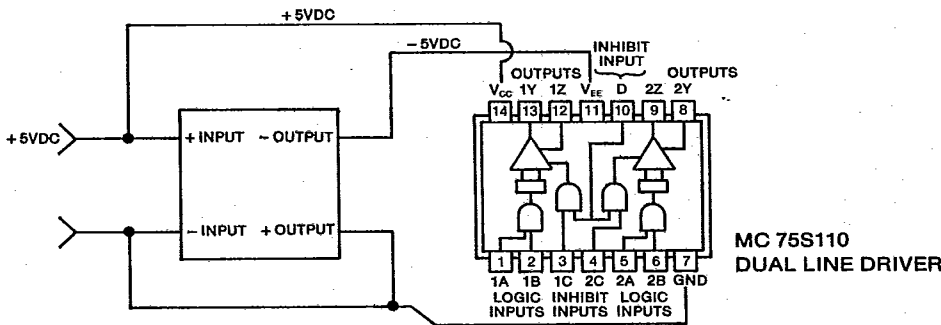 +5VDC
−5VDC
INHIBIT
INPUT
OUTPUTS
OUTPUTS
VCC 1Y 1Z VEE D 2Z 2Y
14 13 12 11 10 9 8
+5VDC
+ INPUT − OUTPUT
− INPUT + OUTPUT
1 2 3 4 5 6 7
1A 1B 1C 2C 2A 2B GND
LOGIC INHIBIT LOGIC
INPUTS INPUTS INPUTS
MC 75S110
DUAL LINE DRIVER